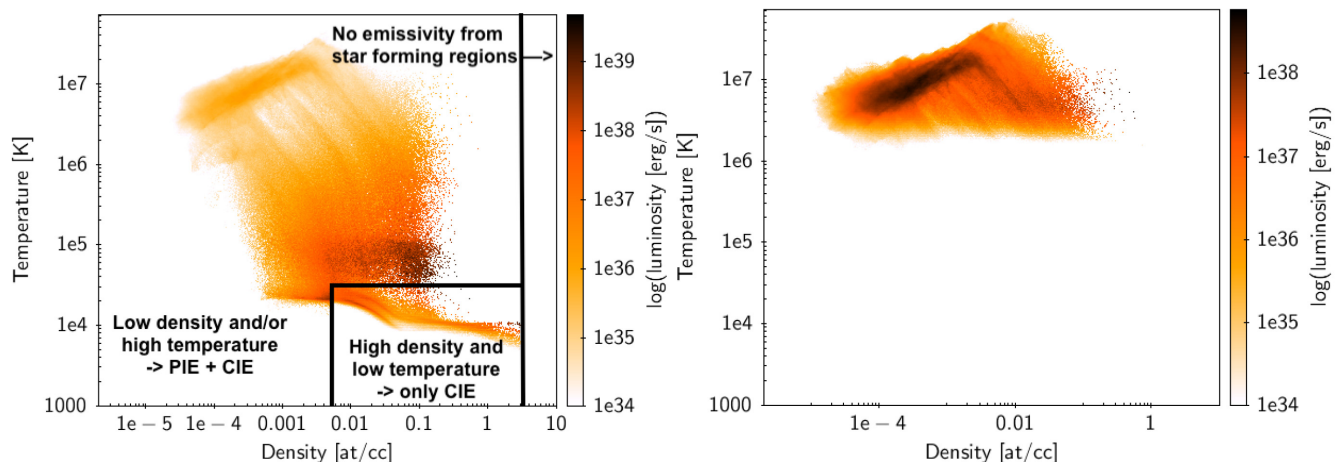 No emissivity from
star forming regions —>
Low density and/or
high temperature
-> PIE + CIE
High density and
low temperature
-> only CIE
Temperature [K]
1e7
1e6
1e5
1e4
1000
1e − 5
1e − 4
0.001
0.01
0.1
1
10
Density [at/cc]
1e39
1e38
1e37
1e36
1e35
1e34
log(luminosity [erg/s])
Temperature [K]
1e7
1e6
1e5
1e4
1000
1e − 4
0.01
1
Density [at/cc]
1e38
1e37
1e36
1e35
1e34
log(luminosity [erg/s])